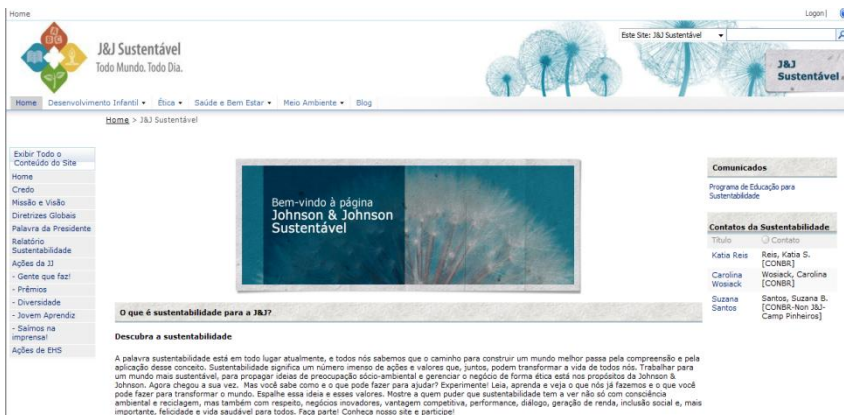 Home
Logon |
Este Site: J&J Sustentável
J&J Sustentável
Todo Mundo. Todo Dia.
J&J
Sustentável
Home Desenvolvimento Infantil Ética Saúde e Bem Estar Meio Ambiente Blog
Home > J&J Sustentável
Exibir Todo o
Conteúdo do Site
Home
Credo
Missão e Visão
Diretrizes Globais
Palavra da Presidente
Relatório
Sustentabilidade
Ações da JJ
- Gente que faz!
- Prêmios
- Diversidade
- Jovem Aprendiz
- Saímos na
imprensa!
Ações de EHS
Bem-vindo à página
Johnson & Johnson
Sustentável
O que é sustentabilidade para a J&J?
Descubra a sustentabilidade
A palavra sustentabilidade está em todo lugar atualmente, e todos nós sabemos que o caminho para construir um mundo melhor passa pela compreensão e pela
aplicação desse conceito. Sustentabilidade significa um número imenso de ações e valores que, juntos, podem transformar a vida de todos nós. Trabalhar para
um mundo mais sustentável, para propagar ideias de preocupação sócio-ambiental e gerenciar o negócio de forma ética está nos propósitos da Johnson &
Johnson. Agora chegou a sua vez. Mas você sabe como e o que pode fazer para ajudar? Experimente! Leia, aprenda e veja o que nós já fazemos e o que você
pode fazer para transformar o mundo. Espalhe essa ideia e esses valores. Mostre a quem puder que sustentabilidade tem a ver não só com consciência
ambiental e reciclagem, mas também com respeito, negócios inovadores, vantagem competitiva, performance, diálogo, geração de renda, inclusão social e, mais
importante, felicidade e vida saudável para todos. Faça parte! Conheça nosso site e participe!
Comunicados
Programa de Educação para
Sustentabilidade
Contatos da Sustentabilidade
Título Contato
Katia Reis Reis, Katia S.
[CONBR]
Carolina Wosiack, Carolina
Wosiack [CONBR]
Suzana Santos, Suzana B.
Santos [CONBR-Non J&J-
Camp Pinheiros]